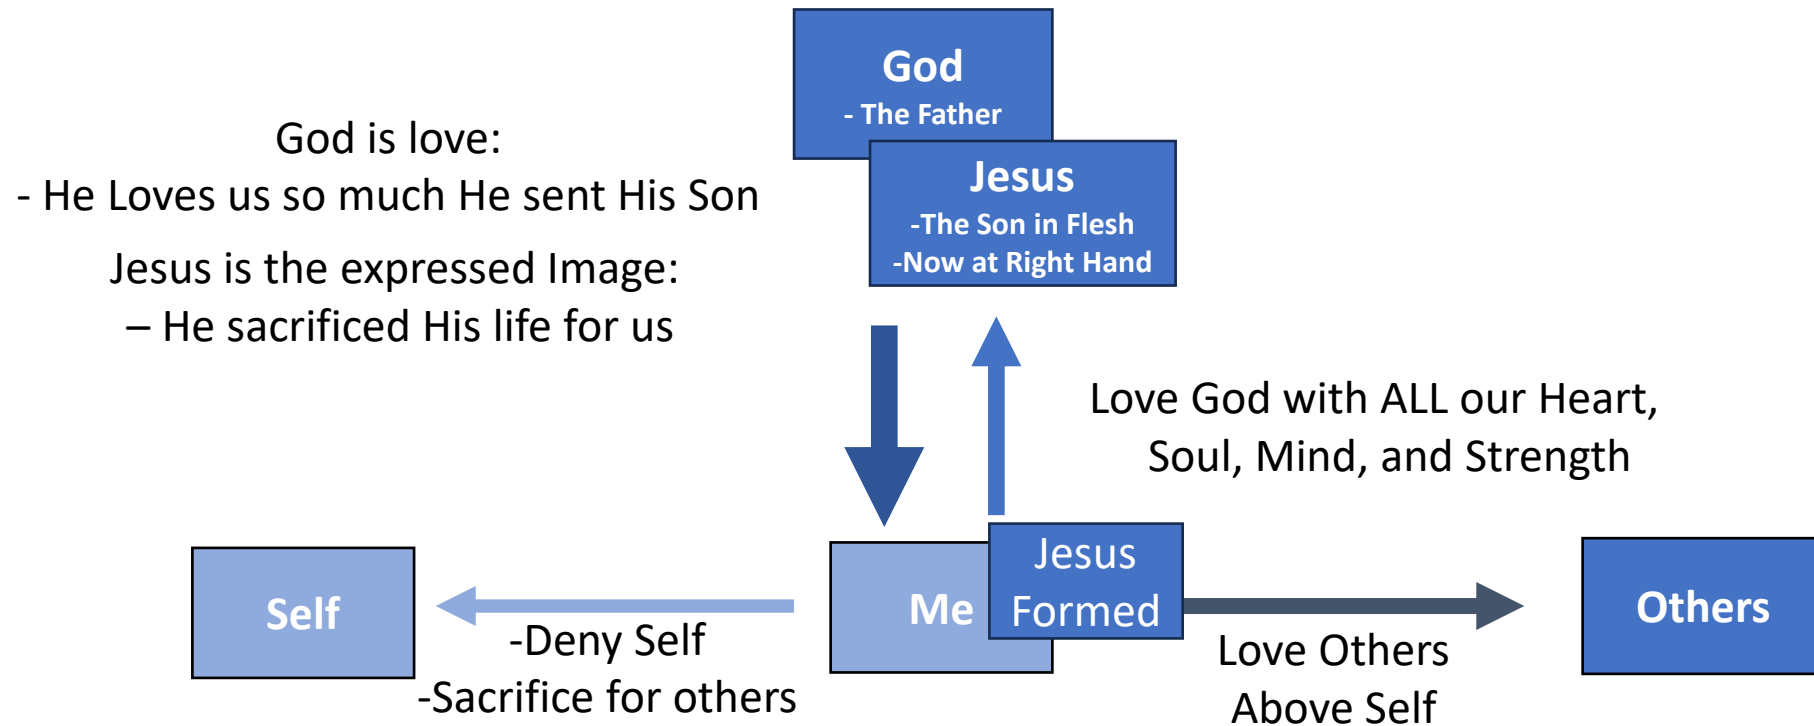 God
- The Father
Jesus
-The Son in Flesh
-Now at Right Hand
God is love:
- He Loves us so much He sent His Son
Jesus is the expressed Image:
– He sacrificed His life for us
Love God with ALL our Heart,
Soul, Mind, and Strength
Self
-Deny Self
-Sacrifice for others
Me
Jesus
Formed
Love Others
Above Self
Others